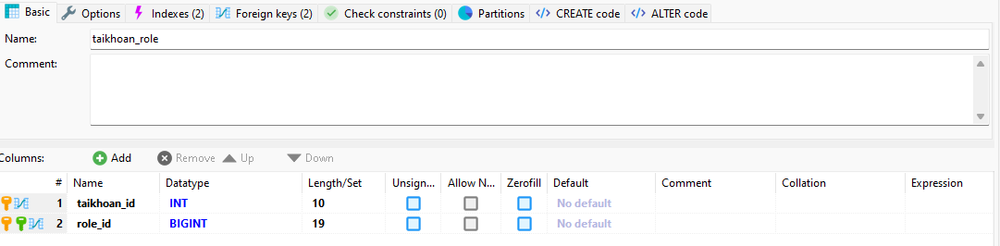 Basic Options Indexes (2) Foreign keys (2) Check constraints (0) Partitions CREATE code ALTER code
Name: taikhoan_role
Comment:
Columns: Add Remove Up Down
# Name Datatype Length/Set Unsign... Allow N... Zerofill Default Comment Collation Expression
1 taikhoan_id INT 10 No default
2 role_id BIGINT 19 No default